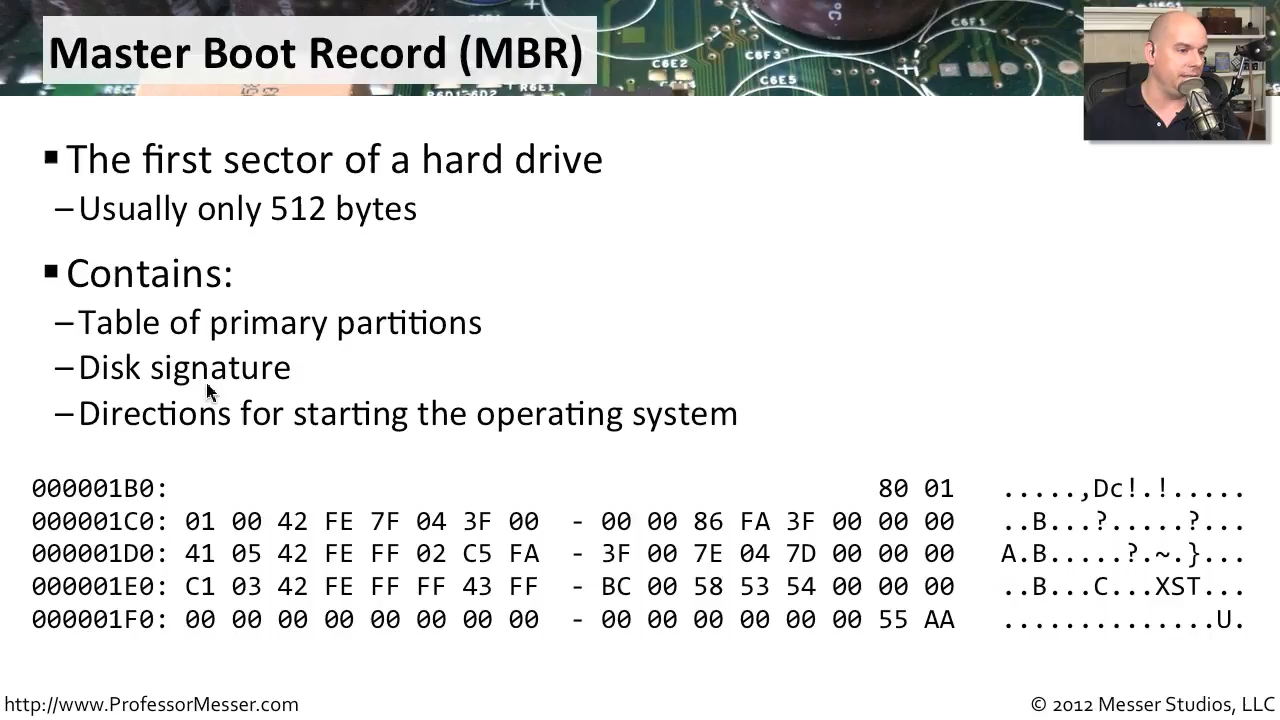 Master Boot Record (MBR)
C6F1
C6F3
C6E2
C6E5
R6E1
▪ The first sector of a hard drive
– Usually only 512 bytes
▪ Contains:
– Table of primary partitions
– Disk signature
– Directions for starting the operating system
000001B0: 80 01 .....,Dc!.!.....
000001C0: 01 00 42 FE 7F 04 3F 00 - 00 00 86 FA 3F 00 00 00 ..B...?.....?...
000001D0: 41 05 42 FE FF 02 C5 FA - 3F 00 7E 04 7D 00 00 00 A.B.....?.~.}...
000001E0: C1 03 42 FE FF FF 43 FF - BC 00 58 53 54 00 00 00 ..B...C...XST...
000001F0: 00 00 00 00 00 00 00 00 - 00 00 00 00 00 00 55 AA ..............U.
http://www.ProfessorMesser.com
© 2012 Messer Studios, LLC